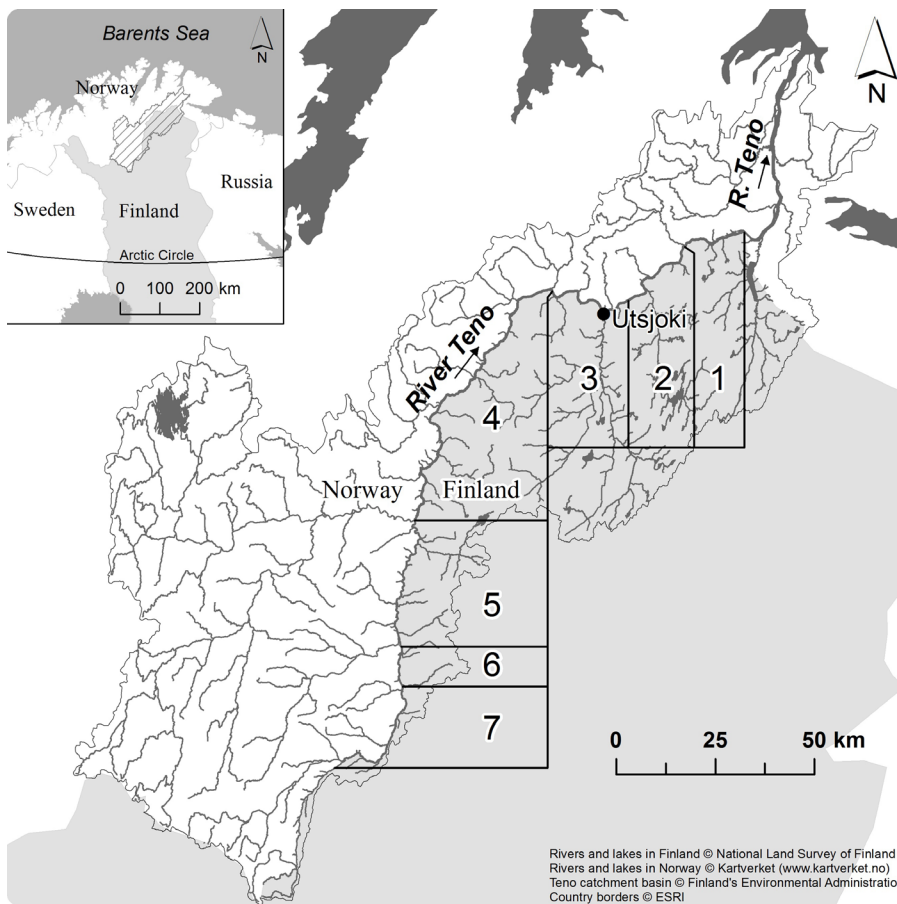 Barents Sea
N
Norway
Russia
Sweden
Finland
Arctic Circle
0 100 200 km
N
R. Teno
River Teno
Utsjoki
1
2
3
4
Norway
Finland
5
6
7
0 25 50 km
Rivers and lakes in Finland © National Land Survey of Finland
Rivers and lakes in Norway © Kartverket (www.kartverket.no)
Teno catchment basin © Finland's Environmental Administratio
Country borders © ESRI